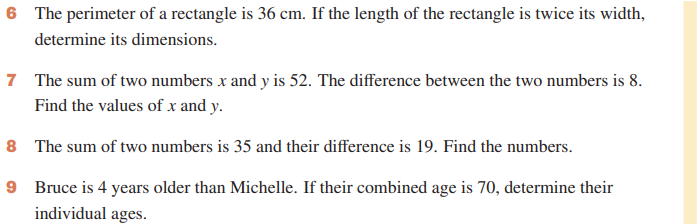 6 The perimeter of a rectangle is 36 cm. If the length of the rectangle is twice its width,
determine its dimensions.
7 The sum of two numbers x and y is 52. The difference between the two numbers is 8.
Find the values of x and y.
8 The sum of two numbers is 35 and their difference is 19. Find the numbers.
9 Bruce is 4 years older than Michelle. If their combined age is 70, determine their
individual ages.